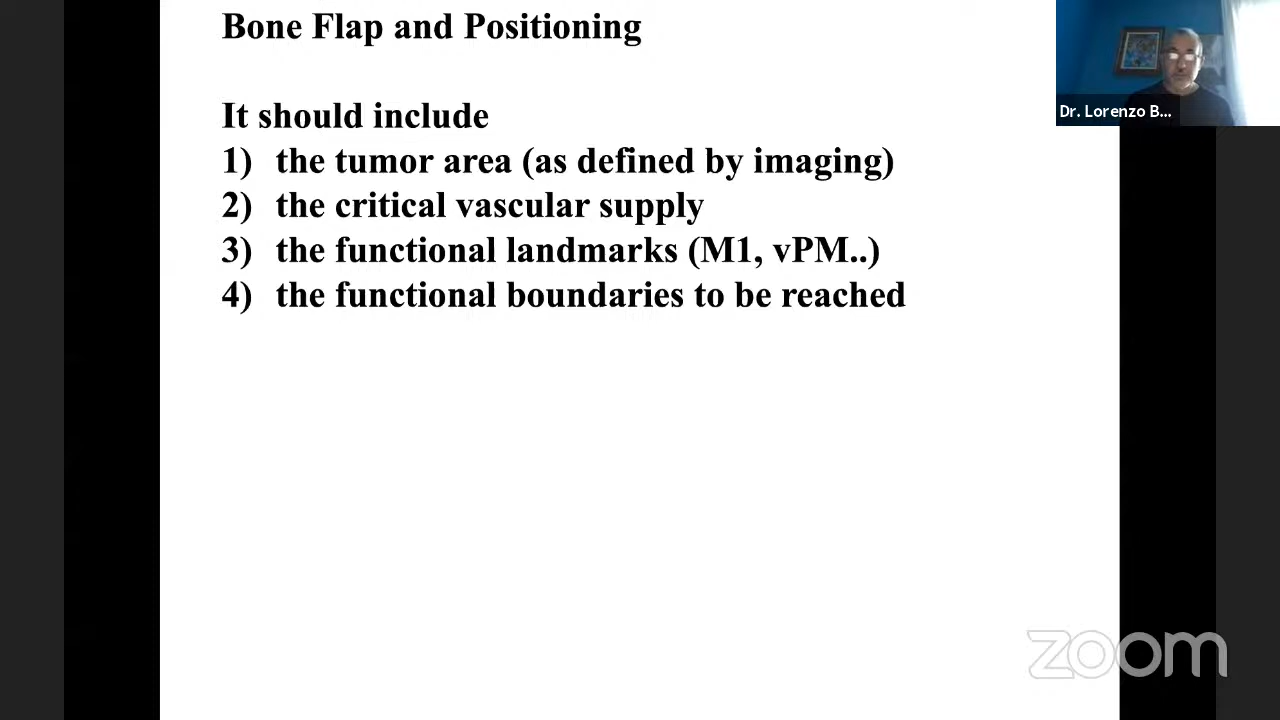 Bone Flap and Positioning
It should include
1) the tumor area (as defined by imaging)
2) the critical vascular supply
3) the functional landmarks (M1, vPM..)
4) the functional boundaries to be reached
Dr. Lorenzo B...
zoom